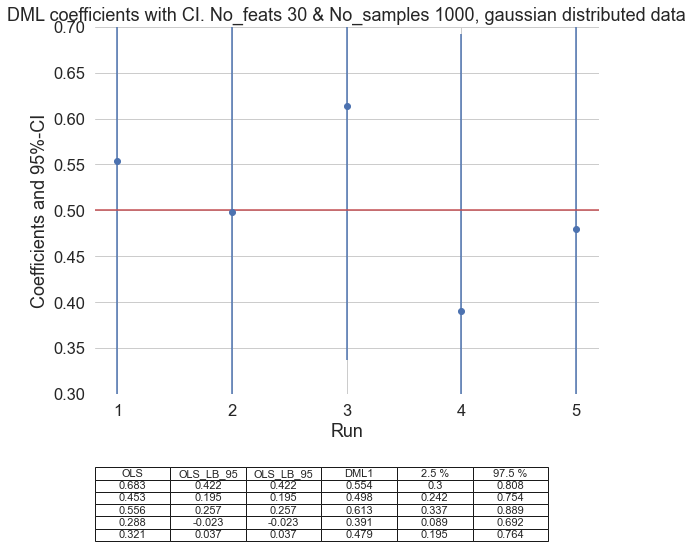 DML coefficients with CI. No_feats 30 & No_samples 1000, gaussian distributed data
0.70
0.65
0.60
0.55
0.50
0.45
0.40
0.35
0.30
Coefficients and 95%-CI
1 2 3 4 5
Run
OLS OLS_LB_95 OLS_LB_95 DML1 2.5 % 97.5 %
0.683 0.422 0.422 0.554 0.3 0.808
0.453 0.195 0.195 0.498 0.242 0.754
0.556 0.257 0.257 0.613 0.337 0.889
0.288 -0.023 -0.023 0.391 0.089 0.692
0.321 0.037 0.037 0.479 0.195 0.764